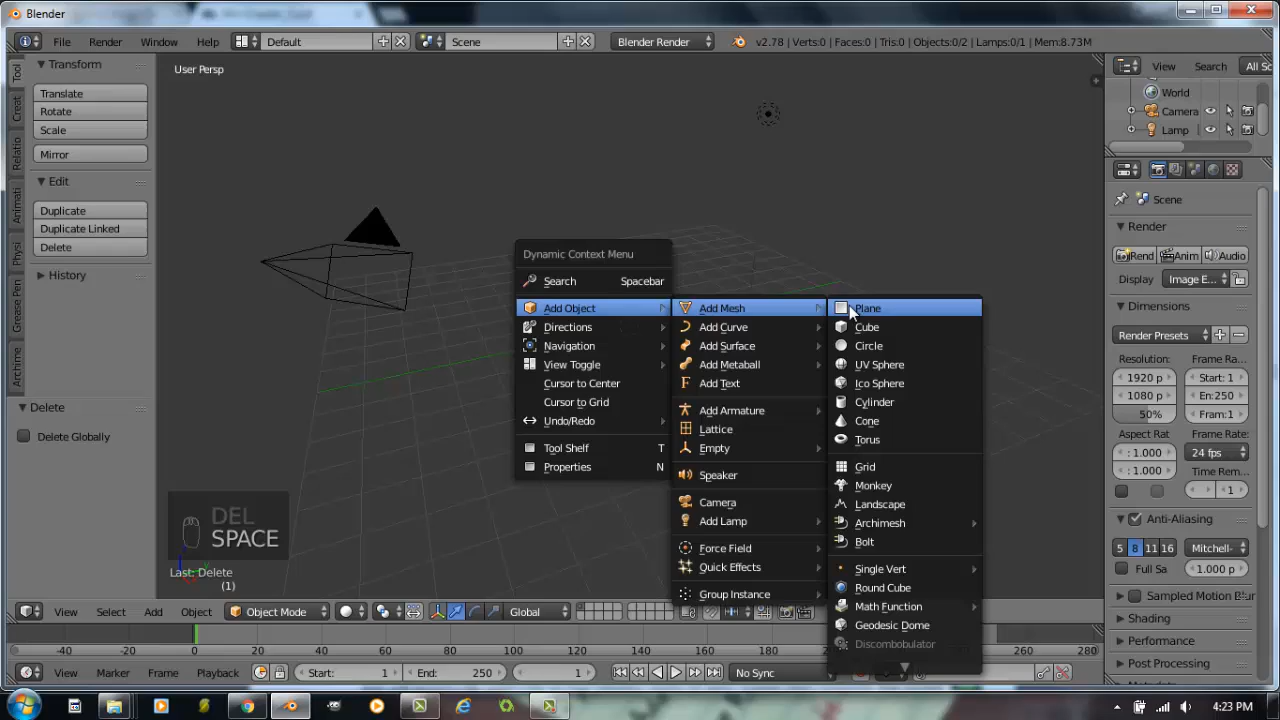 Blender
File Render Window Help Default Scene Blender Render v2.78 | Verts:0 | Faces:0 | Tris:0 | Objects:0/2 | Lamps:0/1 | Mem:8.73M
Tool
Creat
Relatio
Animati
Physi
Grease Pen
Archime
Transform
Translate
Rotate
Scale
Mirror
Edit
Duplicate
Duplicate Linked
Delete
History
Delete
Delete Globally
User Persp
Dynamic Context Menu
Search Spacebar
Add Object
Directions
Navigation
View Toggle
Cursor to Center
Cursor to Grid
Undo/Redo
Tool Shelf T
Properties N
Add Mesh
Add Curve
Add Surface
Add Metaball
Add Text
Add Armature
Lattice
Empty
Speaker
Camera
Add Lamp
Force Field
Quick Effects
Group Instance
Plane
Cube
Circle
UV Sphere
Ico Sphere
Cylinder
Cone
Torus
Grid
Monkey
Landscape
Archimesh
Bolt
Single Vert
Round Cube
Math Function
Geodesic Dome
Discombobulator
DEL
SPACE
Last: Delete
(1)
View Search All Sc
World
Camera
Lamp
Scene
Render
Rend Anim Audio
Display Image E...
Dimensions
Render Presets
Resolution: Frame Ra...
1920 p Start: 1
1080 p En:250
50% Fram:1
Aspect Rat Frame Rate:
: 1.000 24 fps
: 1.000 Time Rem...
1
Anti-Aliasing
5 8 11 16 Mitchell-
Full Sa 1.000 p
Sampled Motion Blur
Shading
Performance
Post Processing
View Select Add Object Object Mode Global
-40 -20 0 20 40 60 80 100 120 140 160 180 200 220 240 260 280
View Marker Frame Playback Start: 1 End: 250 1 No Sync
4:23 PM